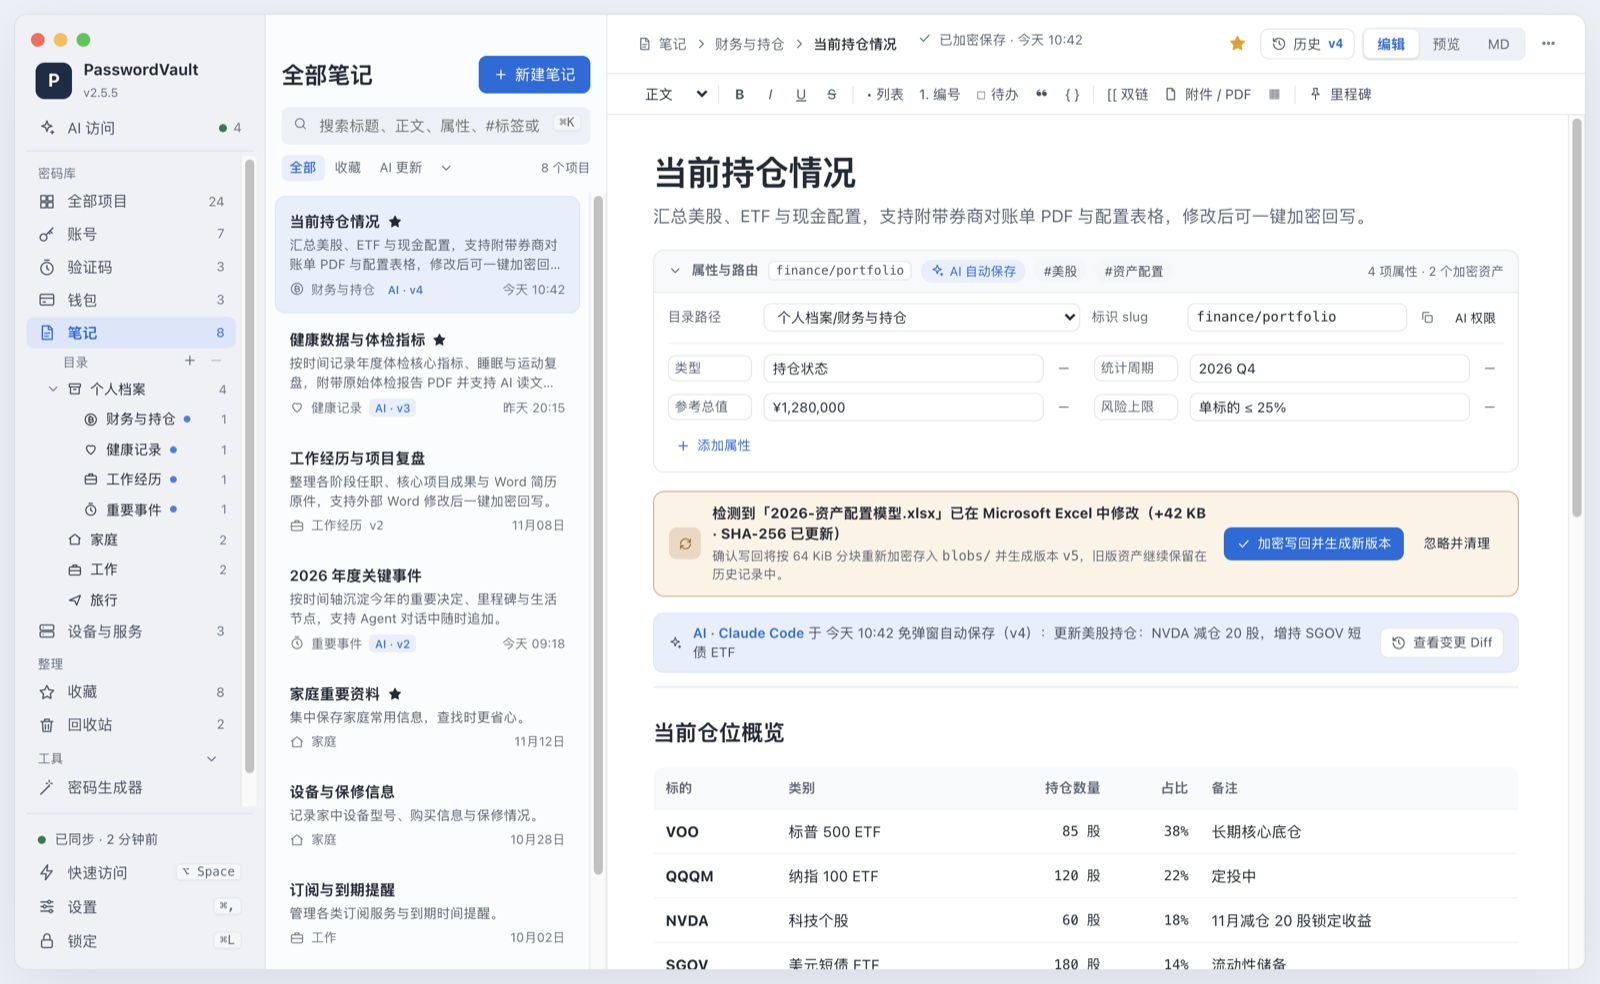 P
PasswordVault
v2.5.5
AI 访问
4
密码库
全部项目
24
账号
7
验证码
3
钱包
3
笔记
8
目录
个人档案
4
财务与持仓
1
健康记录
1
工作经历
1
重要事件
1
家庭
2
工作
2
旅行
设备与服务
3
整理
收藏
8
回收站
2
工具
密码生成器
已同步 · 2 分钟前
快速访问
⌥ Space
设置
⌘,
锁定
⌘L
全部笔记
+ 新建笔记
搜索标题、正文、属性、#标签或
⌘K
全部
收藏
AI 更新
8 个项目
当前持仓情况 ★
汇总美股、ETF 与现金配置，支持附带券商对
账单 PDF 与配置表格，修改后可一键加密回...
财务与持仓 AI · v4 今天 10:42
健康数据与体检指标 ★
按时间记录年度体检核心指标、睡眠与运动复
盘，附带原始体检报告 PDF 并支持 AI 读文...
健康记录 AI · v3 昨天 20:15
工作经历与项目复盘
整理各阶段任职、核心项目成果与 Word 简历
原件，支持外部 Word 修改后一键加密回写。
工作经历 v2 11月08日
2026 年度关键事件
按时间轴沉淀今年的重要决定、里程碑与生活
节点，支持 Agent 对话中随时追加。
重要事件 AI · v2 今天 09:18
家庭重要资料 ★
集中保存家庭常用信息，查找时更省心。
家庭 11月12日
设备与保修信息
记录家中设备型号、购买信息与保修情况。
家庭 10月28日
订阅与到期提醒
管理各类订阅服务与到期时间提醒。
工作 10月02日
笔记 > 财务与持仓 > 当前持仓情况
✓ 已加密保存 · 今天 10:42
历史 v4
编辑
预览
MD
正文
B
I
U
S
• 列表
1. 编号
□ 待办
❝
{ }
[[ 双链
附件 / PDF
里程碑
当前持仓情况
汇总美股、ETF 与现金配置，支持附带券商对账单 PDF 与配置表格，修改后可一键加密回写。
属性与路由
finance/portfolio
AI 自动保存
#美股
#资产配置
4 项属性 · 2 个加密资产
目录路径
个人档案/财务与持仓
标识 slug
finance/portfolio
AI 权限
类型
持仓状态
统计周期
2026 Q4
参考总值
¥1,280,000
风险上限
单标的 ≤ 25%
+ 添加属性
检测到「2026-资产配置模型.xlsx」已在 Microsoft Excel 中修改（+42 KB
· SHA-256 已更新）
确认写回将按 64 KiB 分块重新加密存入 blobs/ 并生成版本 v5，旧版资产继续保留在
历史记录中。
✓ 加密写回并生成新版本
忽略并清理
AI · Claude Code 于 今天 10:42 免弹窗自动保存（v4）：更新美股持仓：NVDA 减仓 20 股，增持 SGOV 短
债 ETF
查看变更 Diff
当前仓位概览
标的 类别 持仓数量 占比 备注
VOO 标普 500 ETF 85 股 38% 长期核心底仓
QQQM 纳指 100 ETF 120 股 22% 定投中
NVDA 科技个股 60 股 18% 11月减仓 20 股锁定收益
SGOV 美元短债 ETF 180 股 14% 流动性储备